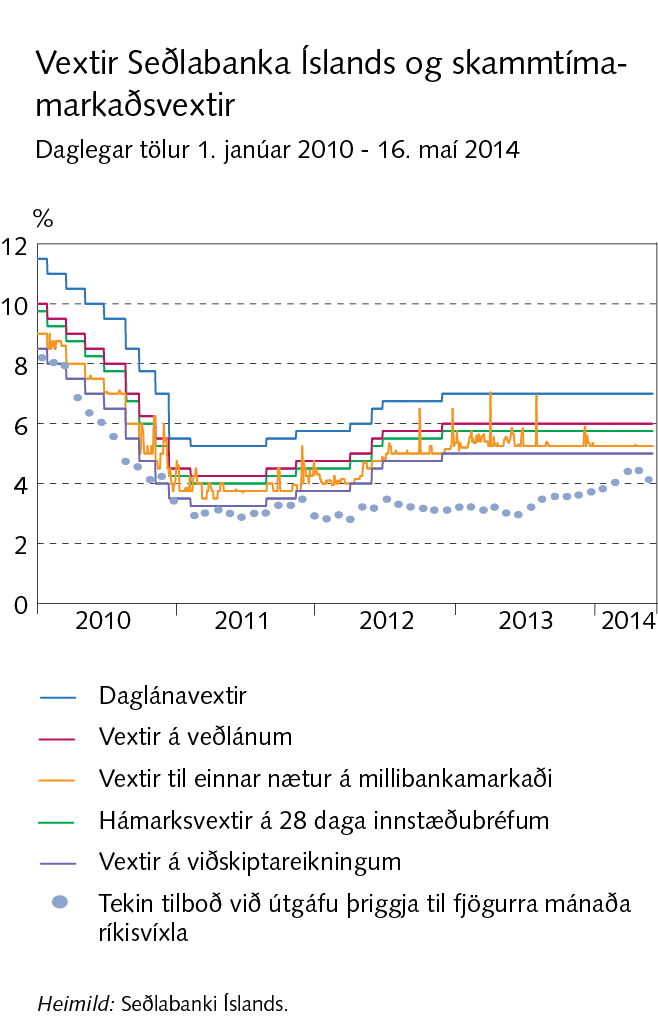 Vextir Seðlabanka Íslands og skammtíma-
markaðsvextir
Daglegar tölur 1. janúar 2010 - 16. maí 2014
%
12
10
8
6
4
2
0
2010 2011 2012 2013 2014
Daglánavextir
Vextir á veðlánum
Vextir til einnar nætur á millibankamarkaði
Hámarksvextir á 28 daga innstæðubréfum
Vextir á viðskiptareikningum
Tekin tilboð við útgáfu þriggja til fjögurra mánaða
ríkisvíxla
Heimild: Seðlabanki Íslands.